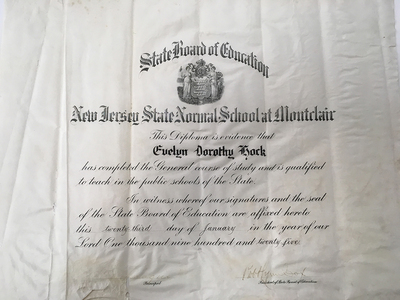 State Board of Education
New Jersey State Normal School at Montclair
This Diploma is evidence that
Evelyn Dorothy Hock
has completed the General course of study and is qualified
to teach in the public schools of the State.
In witness whereof our signatures and the seal
of the State Board of Education are affixed hereto
this twenty third day of January in the year of our
Lord One thousand nine hundred and twenty five.
Principal
President of State Board of Education